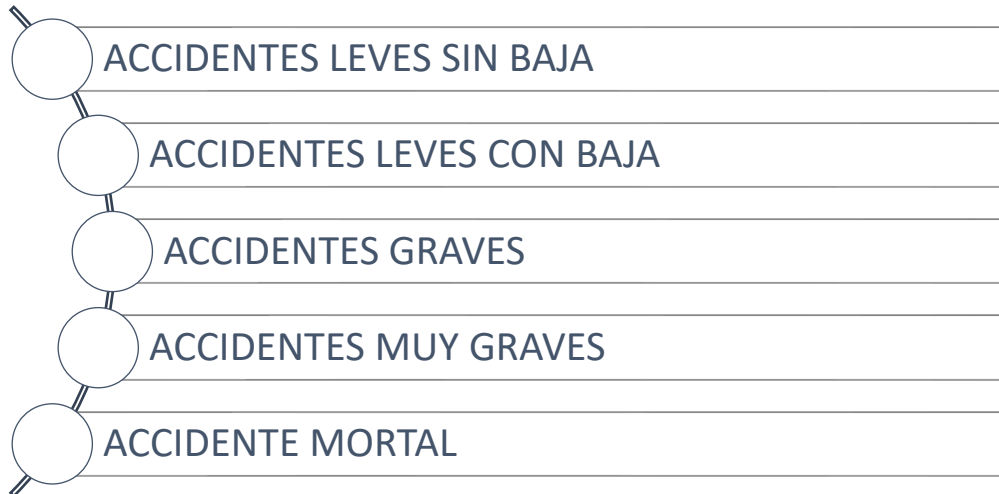 ACCIDENTES LEVES SIN BAJA
ACCIDENTES LEVES CON BAJA
ACCIDENTES GRAVES
ACCIDENTES MUY GRAVES
ACCIDENTE MORTAL